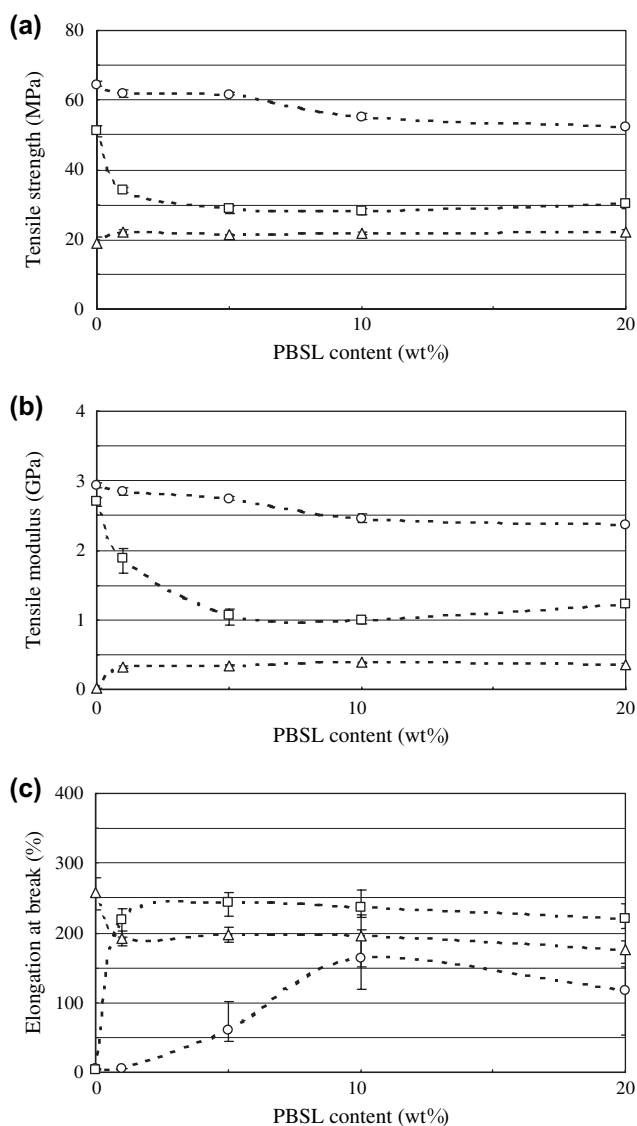 (a)
80
60
40
20
0
Tensile strength (MPa)
0 10 20
PBSL content (wt%)
(b)
4
3
2
1
0
Tensile modulus (GPa)
0 10 20
PBSL content (wt%)
(c)
400
300
200
100
0
Elongation at break (%)
0 10 20
PBSL content (wt%)